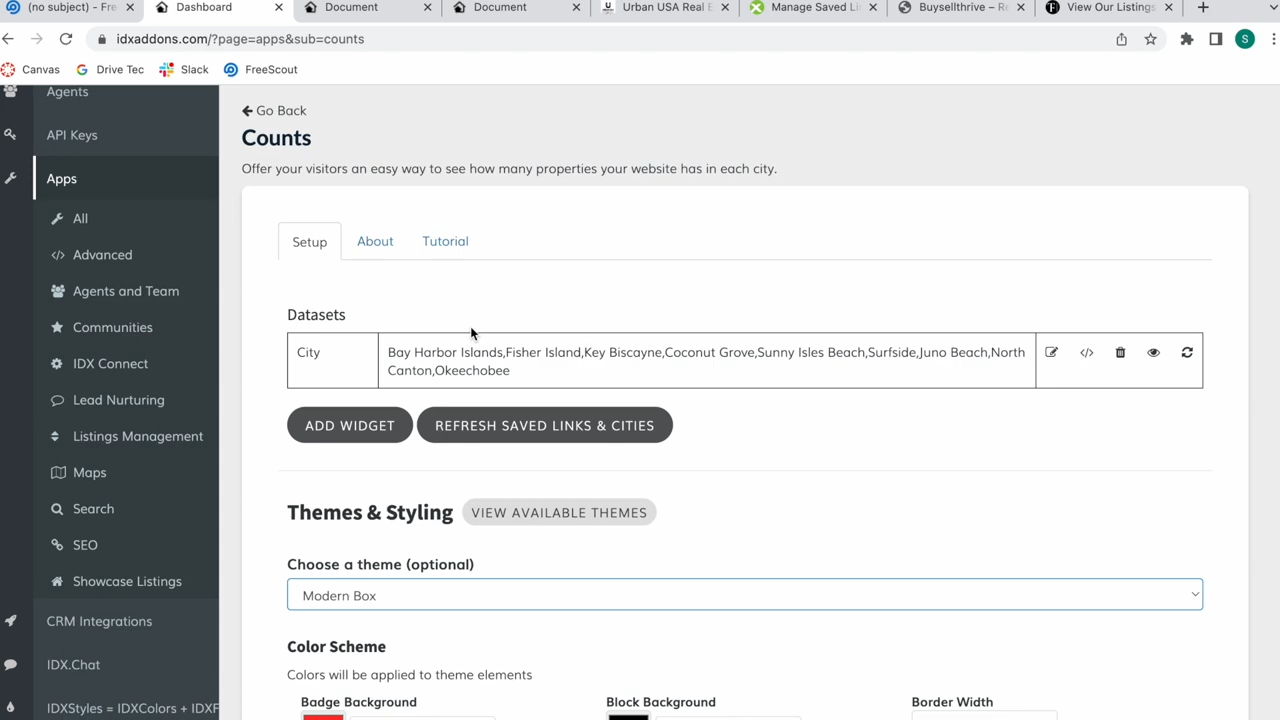 (no subject) - Fre
Dashboard
Document
Document
Urban USA Real E
Manage Saved Lin
Buysellthrive – Re
View Our Listings
idxaddons.com/?page=apps&sub=counts
S
Canvas
Drive Tec
Slack
FreeScout
Agents
API Keys
Apps
All
Advanced
Agents and Team
Communities
IDX Connect
Lead Nurturing
Listings Management
Maps
Search
SEO
Showcase Listings
CRM Integrations
IDX.Chat
IDXStyles = IDXColors + IDXF
Go Back
Counts
Offer your visitors an easy way to see how many properties your website has in each city.
Setup
About
Tutorial
Datasets
City
Bay Harbor Islands,Fisher Island,Key Biscayne,Coconut Grove,Sunny Isles Beach,Surfside,Juno Beach,North
Canton,Okeechobee
ADD WIDGET
REFRESH SAVED LINKS & CITIES
Themes & Styling
VIEW AVAILABLE THEMES
Choose a theme (optional)
Modern Box
Color Scheme
Colors will be applied to theme elements
Badge Background
Block Background
Border Width